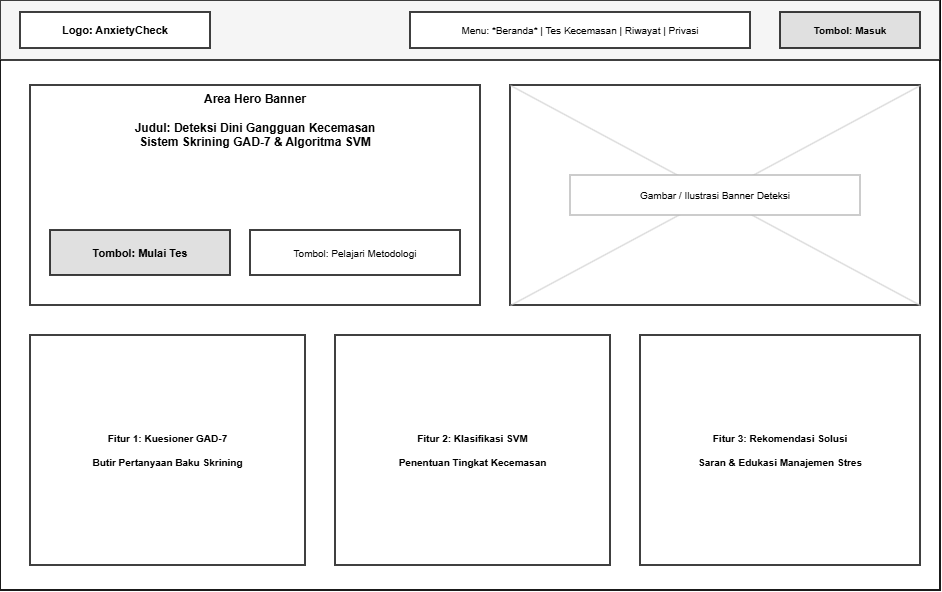 Logo: AnxietyCheck
Menu: *Beranda* | Tes Kecemasan | Riwayat | Privasi
Tombol: Masuk
Area Hero Banner
Judul: Deteksi Dini Gangguan Kecemasan
Sistem Skrining GAD-7 & Algoritma SVM
Tombol: Mulai Tes
Tombol: Pelajari Metodologi
Gambar / Ilustrasi Banner Deteksi
Fitur 1: Kuesioner GAD-7
Butir Pertanyaan Baku Skrining
Fitur 2: Klasifikasi SVM
Penentuan Tingkat Kecemasan
Fitur 3: Rekomendasi Solusi
Saran & Edukasi Manajemen Stres